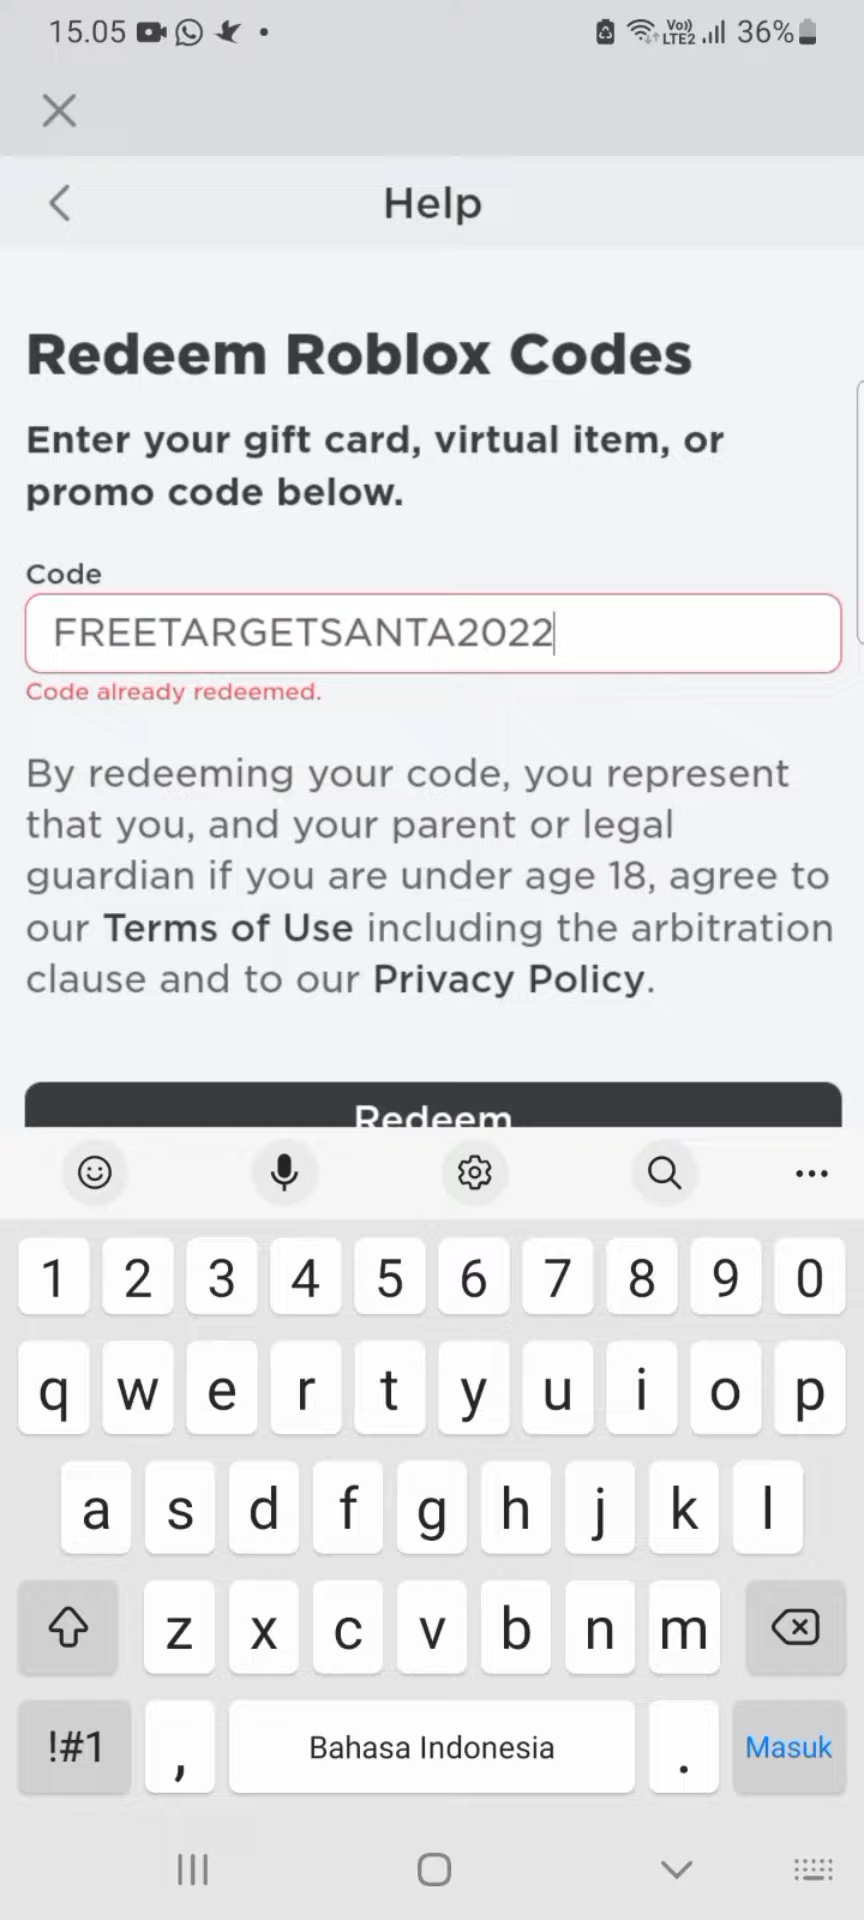 15.05 Vo)) LTE2 36%
Help
Redeem Roblox Codes
Enter your gift card, virtual item, or
promo code below.
Code
FREETARGETSANTA2022
Code already redeemed.
By redeeming your code, you represent
that you, and your parent or legal
guardian if you are under age 18, agree to
our Terms of Use including the arbitration
clause and to our Privacy Policy.
Redeem
1 2 3 4 5 6 7 8 9 0
q w e r t y u i o p
a s d f g h j k l
z x c v b n m
!#1 , Bahasa Indonesia . Masuk